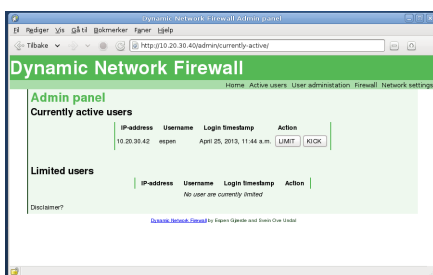 Dynamic Network Firewall Admin panel
Fil Rediger Vis Gå til Bokmerker Faner Hjelp
Tilbake http://10.20.30.40/admin/currently-active/
Dynamic Network Firewall
Home Active users User administation Firewall Network settings
Admin panel
Currently active users
IP-address Username Login timestamp Action
10.20.30.42 espen April 25, 2013, 11:44 a.m. LIMIT KICK
Limited users
IP-address Username Login timestamp Action
No user are currently limited
Disclaimer?
Dynamic Network Firewall by Espen Gjerde and Svein Ove Undal